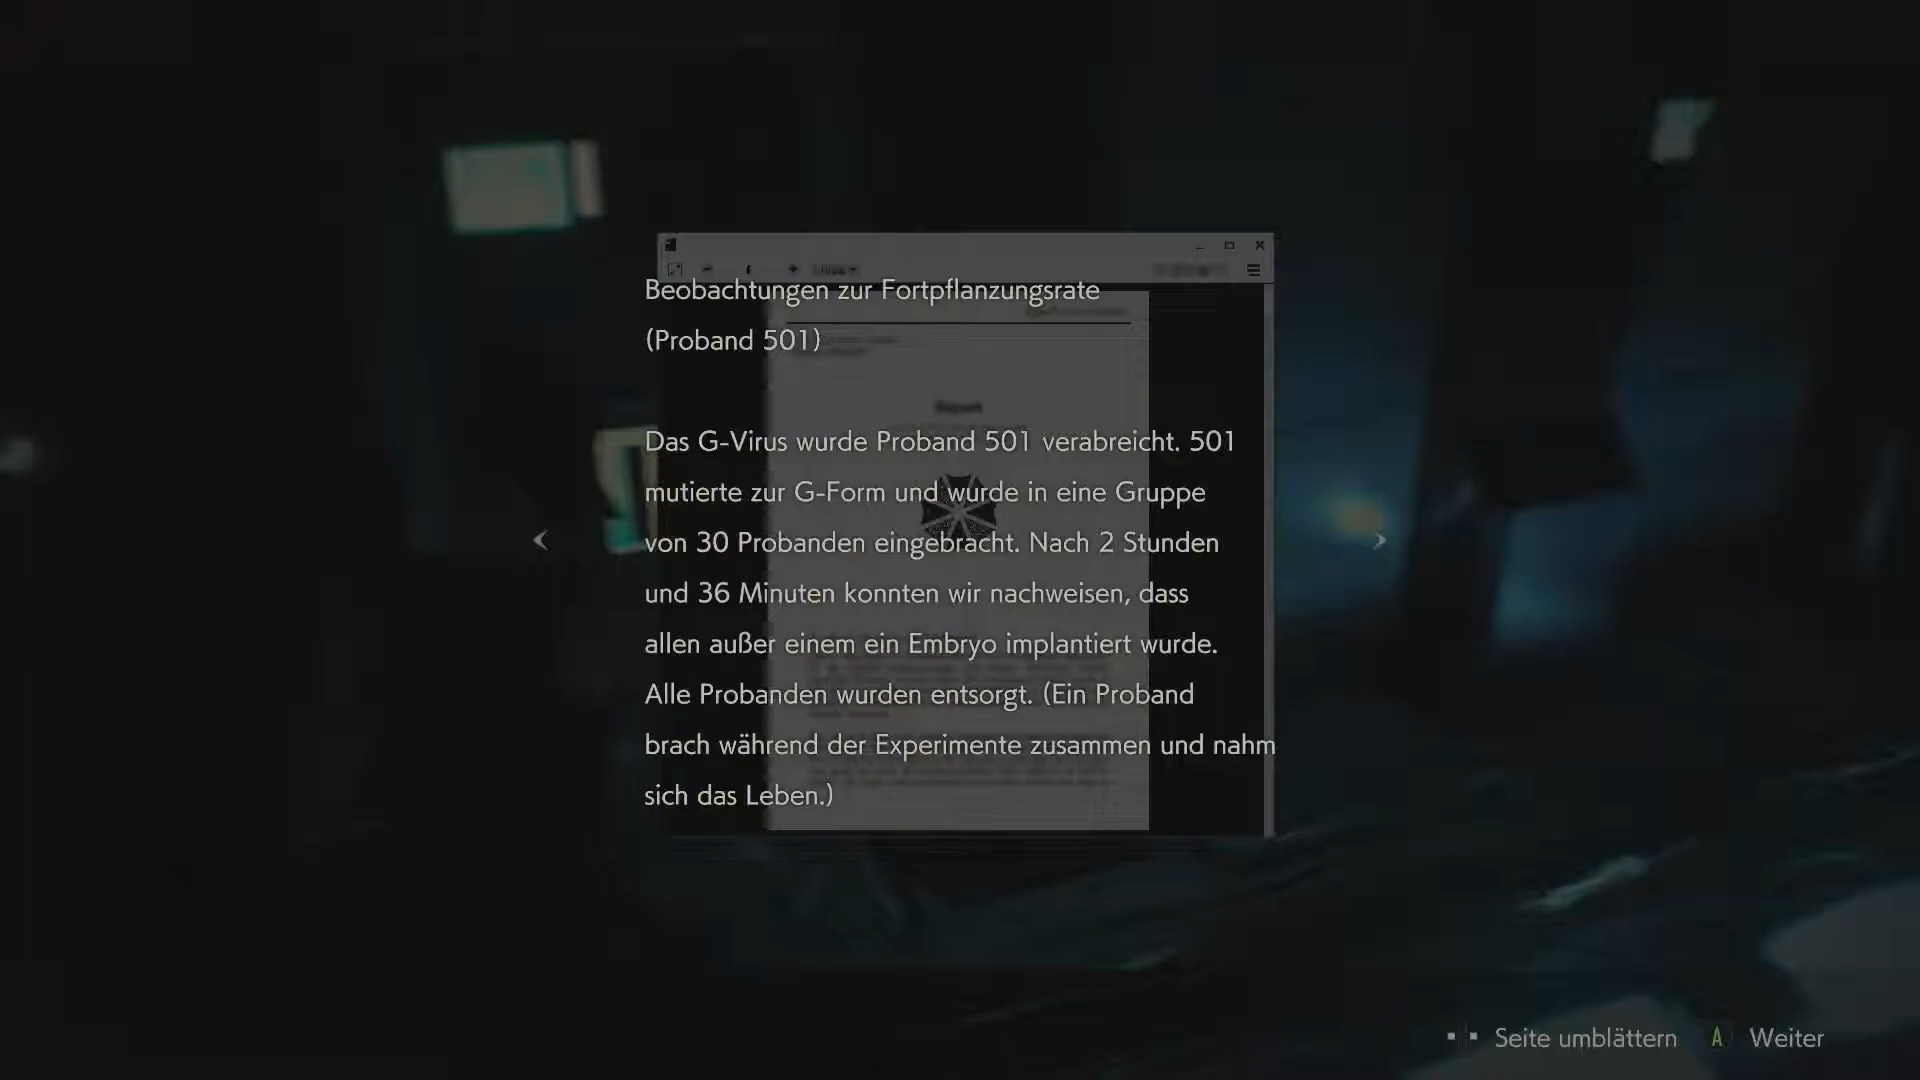 Beobachtungen zur Fortpflanzungsrate
(Proband 501)
Das G-Virus wurde Proband 501 verabreicht. 501
mutierte zur G-Form und wurde in eine Gruppe
von 30 Probanden eingebracht. Nach 2 Stunden
und 36 Minuten konnten wir nachweisen, dass
allen außer einem ein Embryo implantiert wurde.
Alle Probanden wurden entsorgt. (Ein Proband
brach während der Experimente zusammen und nahm
sich das Leben.)
Seite umblättern A Weiter